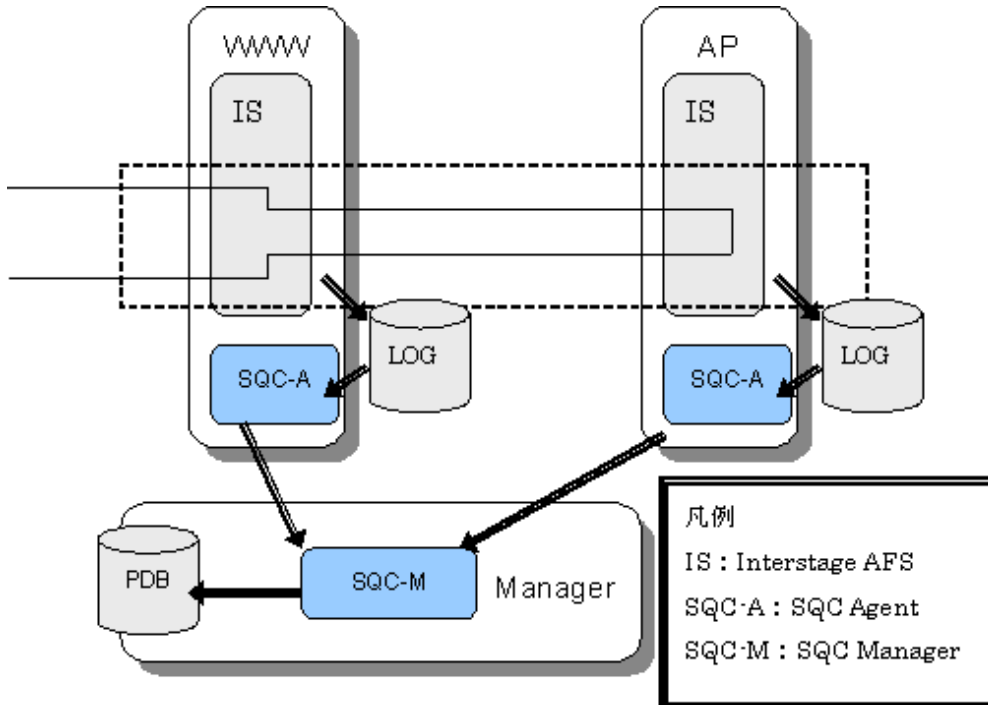 WWW
AP
IS
IS
LOG
LOG
SQC-A
SQC-A
PDB
SQC-M
Manager
凡例
IS：Interstage AFS
SQC-A：SQC Agent
SQC-M：SQC Manager